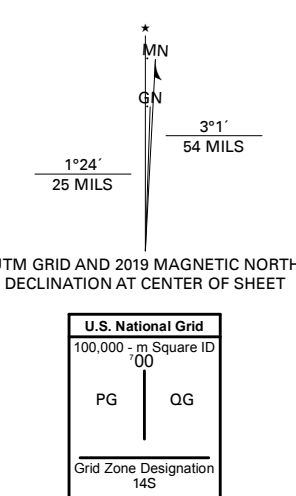 ★
MN
GN
3°1´
54 MILS
1°24´
25 MILS
UTM GRID AND 2019 MAGNETIC NORTH
DECLINATION AT CENTER OF SHEET
U.S. National Grid
100,000 - m Square ID
⁷00
PG QG
Grid Zone Designation
14S